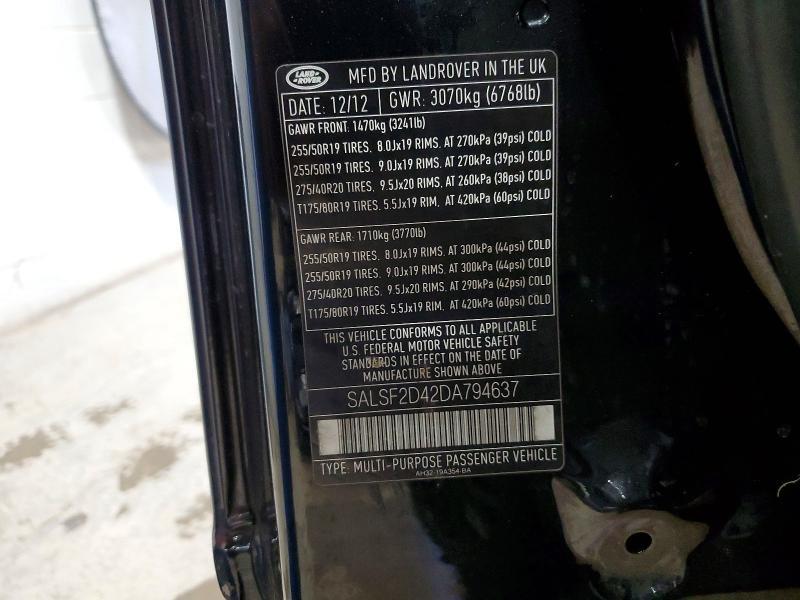 LAND
ROVER
MFD BY LANDROVER IN THE UK
DATE: 12/12 GWR: 3070kg (6768lb)
GAWR FRONT: 1470kg (3241lb)
255/50R19 TIRES. 8.0Jx19 RIMS. AT 270kPa (39psi) COLD
255/50R19 TIRES. 9.0Jx19 RIMS. AT 270kPa (39psi) COLD
275/40R20 TIRES. 9.5Jx20 RIMS. AT 260kPa (38psi) COLD
T175/80R19 TIRES. 5.5Jx19 RIM, AT 420kPa (60psi) COLD
GAWR REAR: 1710kg (3770lb)
255/50R19 TIRES. 8.0Jx19 RIMS. AT 300kPa (44psi) COLD
255/50R19 TIRES. 9.0Jx19 RIMS. AT 300kPa (44psi) COLD
275/40R20 TIRES. 9.5Jx20 RIMS. AT 290kPa (42psi) COLD
T175/80R19 TIRES. 5.5Jx19 RIM, AT 420kPa (60psi) COLD
THIS VEHICLE CONFORMS TO ALL APPLICABLE
U.S. FEDERAL MOTOR VEHICLE SAFETY
STANDARDS IN EFFECT ON THE DATE OF
MANUFACTURE SHOWN ABOVE
SALSF2D42DA794637
TYPE: MULTI-PURPOSE PASSENGER VEHICLE
AH32-19A354-BA